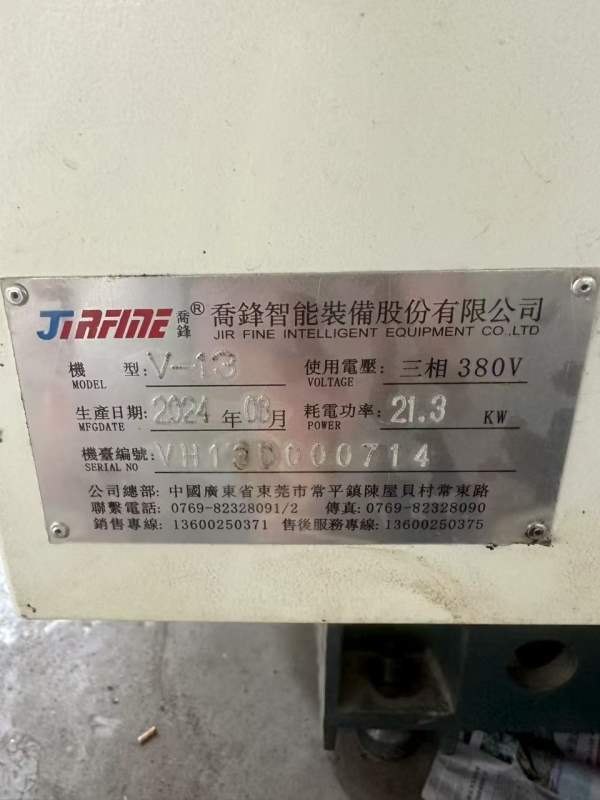 JIRFINE 喬鋒 ® 喬鋒智能裝備股份有限公司
JIR FINE INTELLIGENT EQUIPMENT CO.,LTD
機 型: V-13 使用電壓: 三相 380V
MODEL VOLTAGE
生產日期: 2024 年 08 月 耗電功率: 21.3 KW
MFGDATE POWER
機臺編號: VH13D000714
SERIAL NO
公司總部: 中國廣東省東莞市常平鎮陳屋貝村常東路
聯繫電話: 0769-82328091/2 傳真: 0769-82328090
銷售專線: 13600250371 售後服務專線: 13600250375